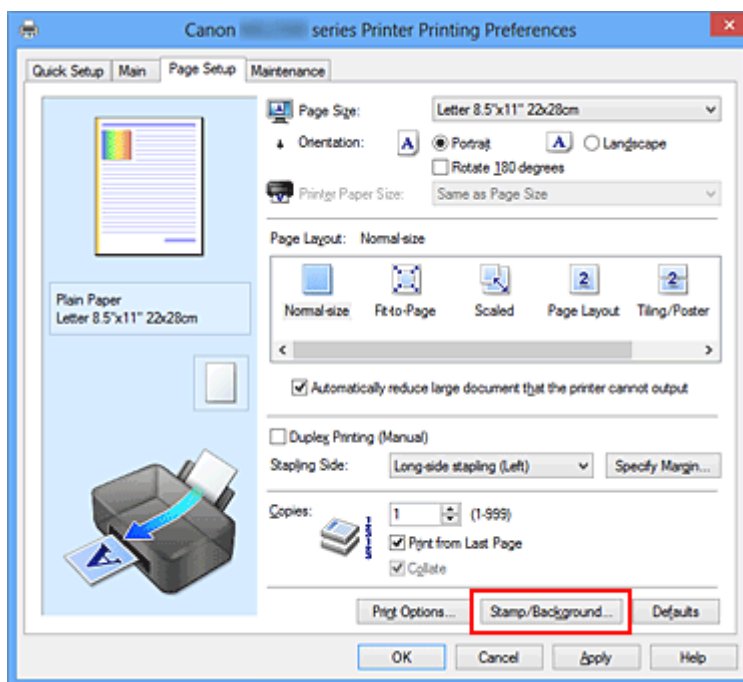 Canon series Printer Printing Preferences
Quick Setup Main Page Setup Maintenance
Page Size: Letter 8.5"x11" 22x28cm
Orientation: A Portrait A Landscape
Rotate 180 degrees
Printer Paper Size: Same as Page Size
Page Layout: Normal-size
2 2
Normal-size Fit-to-Page Scaled Page Layout Tiling/Poster
Plain Paper
Letter 8.5"x11" 22x28cm
Automatically reduce large document that the printer cannot output
Duplex Printing (Manual)
Stapling Side: Long-side stapling (Left) Specify Margin...
Copies: 1 (1-999)
Print from Last Page
Collate
A
Print Options... Stamp/Background... Defaults
OK Cancel Apply Help